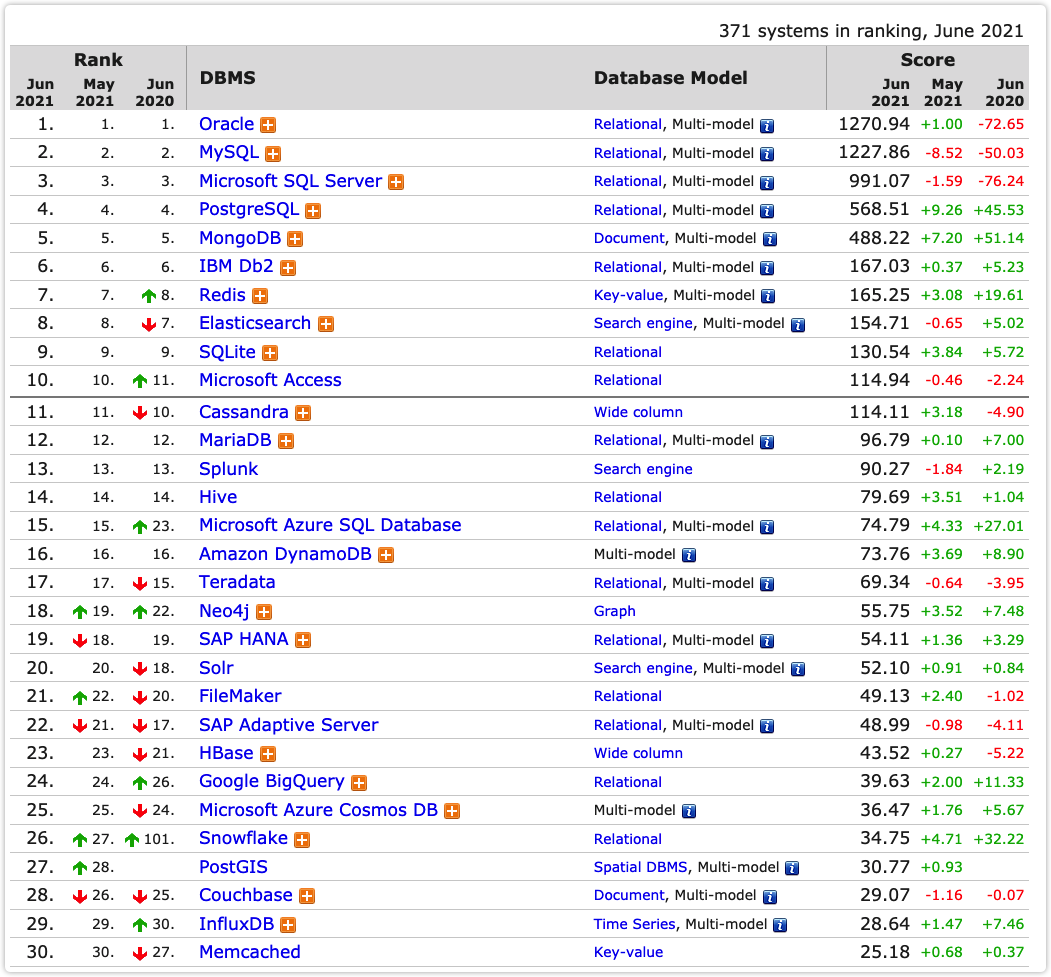 371 systems in ranking, June 2021
Rank DBMS Database Model Score
Jun 2021 May 2021 Jun 2020 Jun 2021 May 2021 Jun 2020
1. 1. 1. Oracle Relational, Multi-model 1270.94 +1.00 -72.65
2. 2. 2. MySQL Relational, Multi-model 1227.86 -8.52 -50.03
3. 3. 3. Microsoft SQL Server Relational, Multi-model 991.07 -1.59 -76.24
4. 4. 4. PostgreSQL Relational, Multi-model 568.51 +9.26 +45.53
5. 5. 5. MongoDB Document, Multi-model 488.22 +7.20 +51.14
6. 6. 6. IBM Db2 Relational, Multi-model 167.03 +0.37 +5.23
7. 7. 8. Redis Key-value, Multi-model 165.25 +3.08 +19.61
8. 8. 7. Elasticsearch Search engine, Multi-model 154.71 -0.65 +5.02
9. 9. 9. SQLite Relational 130.54 +3.84 +5.72
10. 10. 11. Microsoft Access Relational 114.94 -0.46 -2.24
11. 11. 10. Cassandra Wide column 114.11 +3.18 -4.90
12. 12. 12. MariaDB Relational, Multi-model 96.79 +0.10 +7.00
13. 13. 13. Splunk Search engine 90.27 -1.84 +2.19
14. 14. 14. Hive Relational 79.69 +3.51 +1.04
15. 15. 23. Microsoft Azure SQL Database Relational, Multi-model 74.79 +4.33 +27.01
16. 16. 16. Amazon DynamoDB Multi-model 73.76 +3.69 +8.90
17. 17. 15. Teradata Relational, Multi-model 69.34 -0.64 -3.95
18. 19. 22. Neo4j Graph 55.75 +3.52 +7.48
19. 18. 19. SAP HANA Relational, Multi-model 54.11 +1.36 +3.29
20. 20. 18. Solr Search engine, Multi-model 52.10 +0.91 +0.84
21. 22. 20. FileMaker Relational 49.13 +2.40 -1.02
22. 21. 17. SAP Adaptive Server Relational, Multi-model 48.99 -0.98 -4.11
23. 23. 21. HBase Wide column 43.52 +0.27 -5.22
24. 24. 26. Google BigQuery Relational 39.63 +2.00 +11.33
25. 25. 24. Microsoft Azure Cosmos DB Multi-model 36.47 +1.76 +5.67
26. 27. 101. Snowflake Relational 34.75 +4.71 +32.22
27. 28. PostGIS Spatial DBMS, Multi-model 30.77 +0.93
28. 26. 25. Couchbase Document, Multi-model 29.07 -1.16 -0.07
29. 29. 30. InfluxDB Time Series, Multi-model 28.64 +1.47 +7.46
30. 30. 27. Memcached Key-value 25.18 +0.68 +0.37